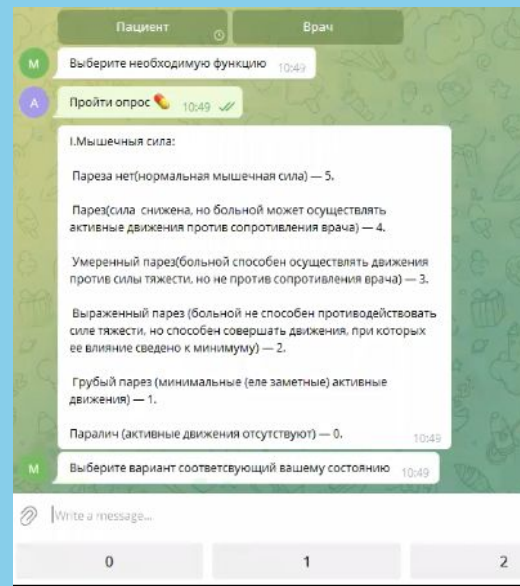 Пациент Врач
М Выберите необходимую функцию 10:49
А Пройти опрос 10:49
I.Мышечный сила:
Пареза нет(нормальная мышечная сила) — 5.
Парез(сила снижена, но больной может осуществлять
активные движения против сопротивления врача) — 4.
Умеренный парез(больной способен осуществлять движения
против силы тяжести, но не против сопротивления врача) — 3.
Выраженный парез (больной не способен противодействовать
силе тяжести, но способен совершать движения, при которых
ее влияние сведено к минимуму) — 2.
Грубый парез (минимальные (еле заметные) активные
движения) — 1.
Паралич (активные движения отсутствуют) — 0. 10:49
М Выберите вариант соответсвующий вашему состоянию 10:49
Write a message...
0 1 2